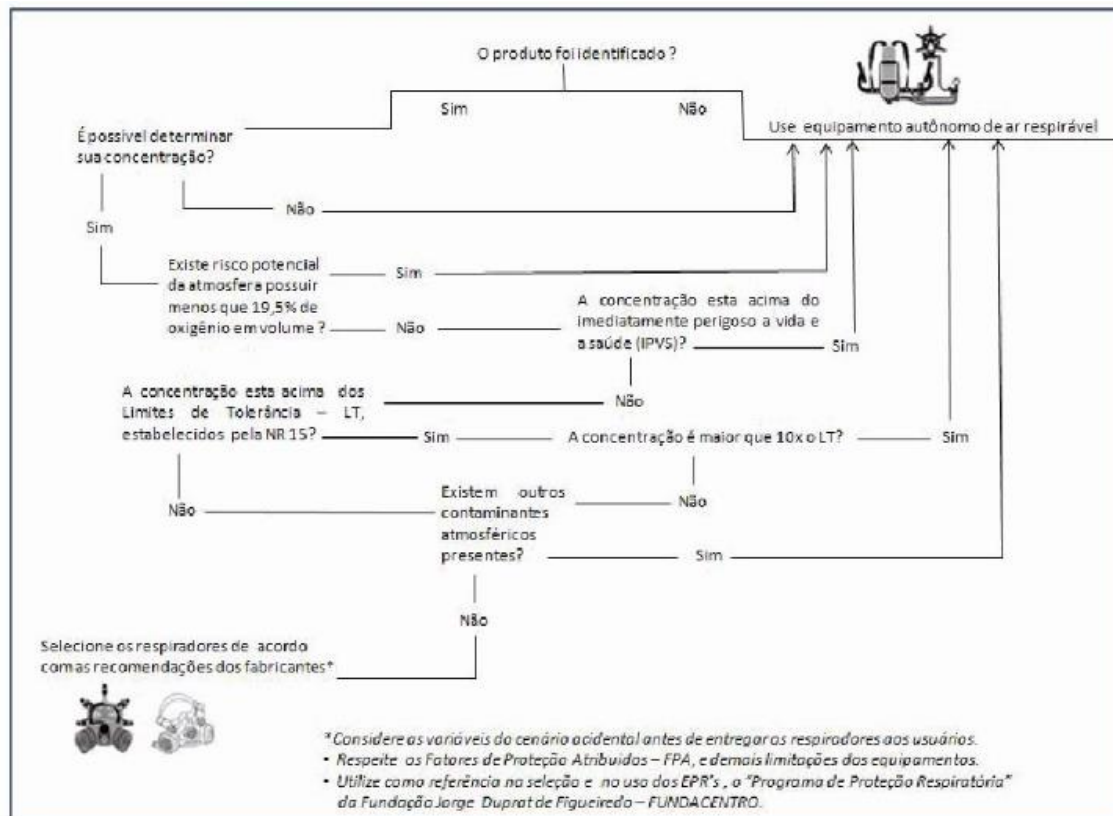 O produto foi identificado ?
Sim
Não
Use equipamento autônomo de ar respirável
É possivel determinar
sua concentração?
Não
Sim
Existe risco potencial
da atmosfera possuir
menos que 19,5% de
oxigênio em volume ?
Sim
Não
A concentração esta acima do
imediatamente perigoso a vida e
a saúde (IPVS)?
Sim
Não
A concentração esta acima dos
Limites de Tolerância – LT,
estabelecidos pela NR 15?
Sim
A concentração é maior que 10x o LT?
Sim
Não
Não
Existem outros
contaminantes
atmosféricos
presentes?
Sim
Não
Selecione os respiradores de acordo
com as recomendações dos fabricantes*
*Considere as variáveis do cenário acidental antes de entregar os respiradores aos usuários.
• Respeite os Fatores de Proteção Atribuidos – FPA, e demais limitações dos equipamentos.
• Utilize como referência na seleção e no uso dos EPR's , o "Programa de Proteção Respiratória"
da Fundação Jorge Duprat de Figueiredo – FUNDACENTRO.